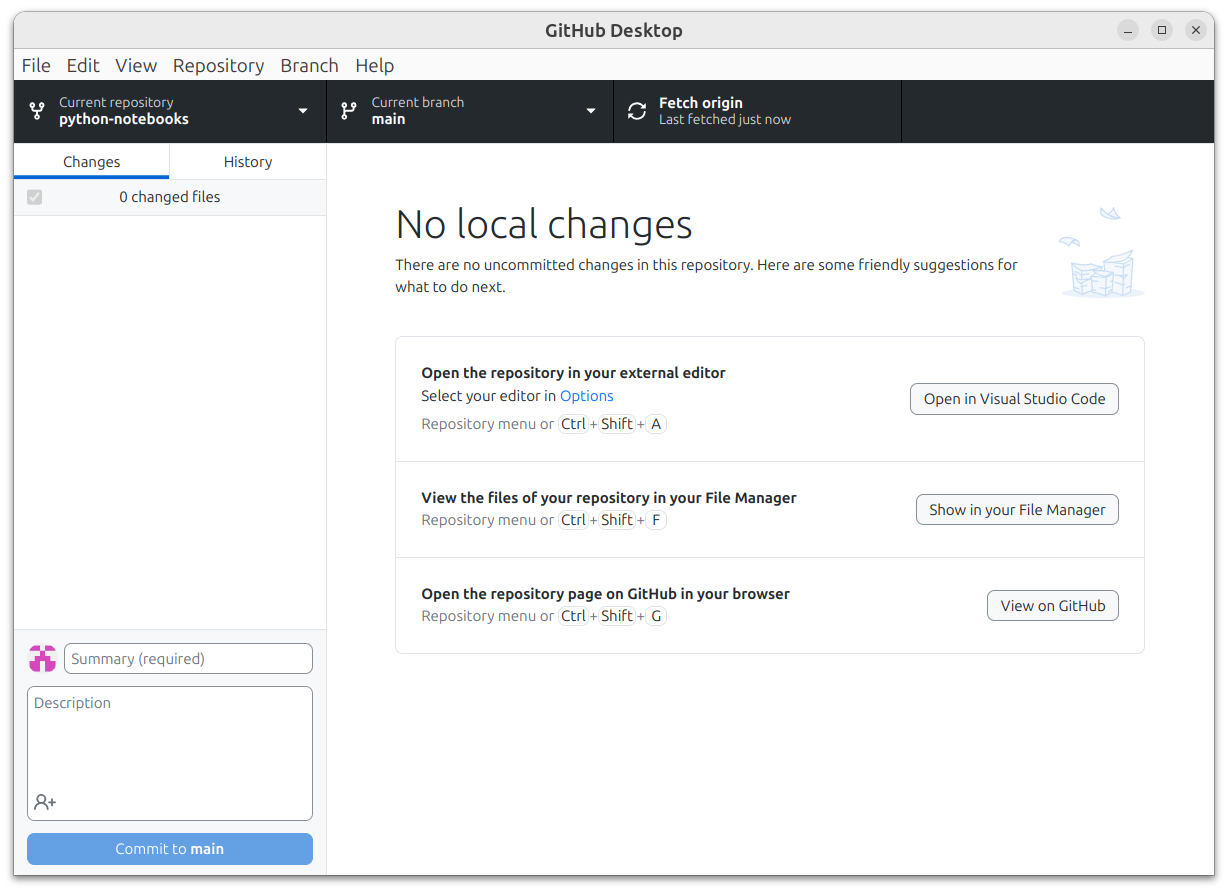 GitHub Desktop
File Edit View Repository Branch Help
Current repository
python-notebooks
Current branch
main
Fetch origin
Last fetched just now
Changes
History
0 changed files
No local changes
There are no uncommitted changes in this repository. Here are some friendly suggestions for
what to do next.
Open the repository in your external editor
Select your editor in Options
Repository menu or Ctrl + Shift + A
Open in Visual Studio Code
View the files of your repository in your File Manager
Repository menu or Ctrl + Shift + F
Show in your File Manager
Open the repository page on GitHub in your browser
Repository menu or Ctrl + Shift + G
View on GitHub
Summary (required)
Description
Commit to main